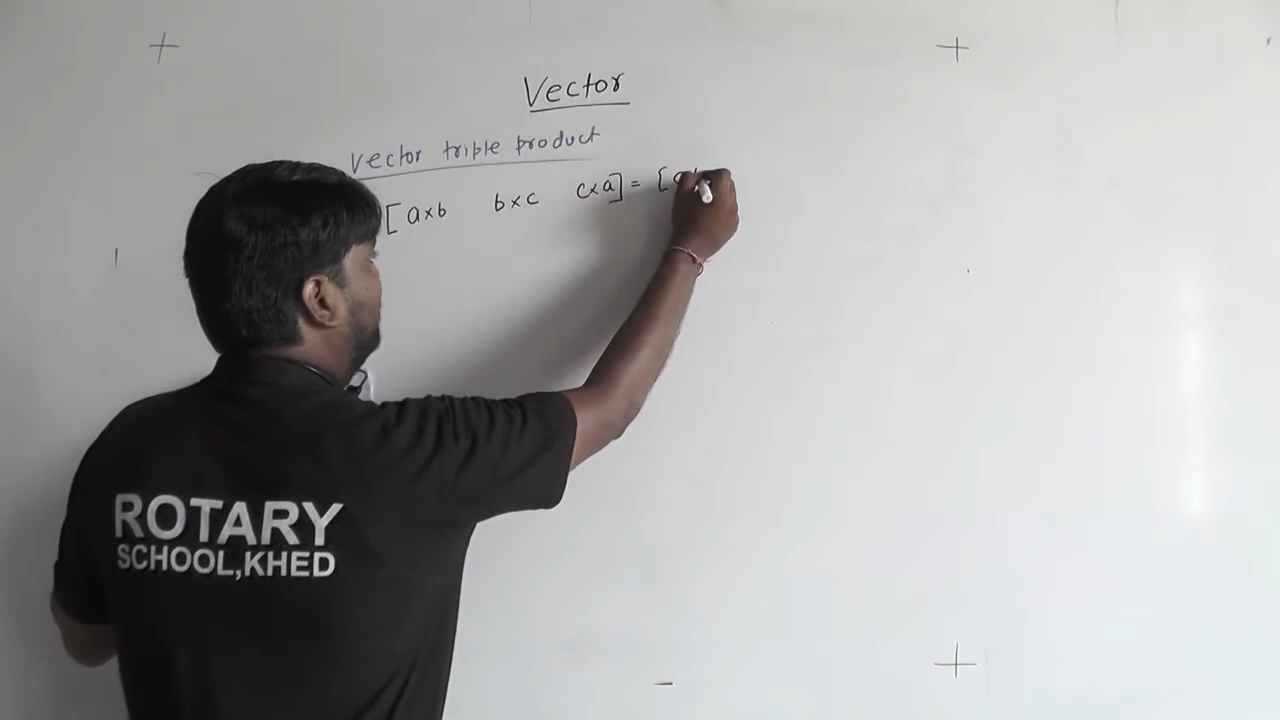 Vector
Vector triple product
[ a×b b×c c×a] = [a
ROTARY
SCHOOL,KHED